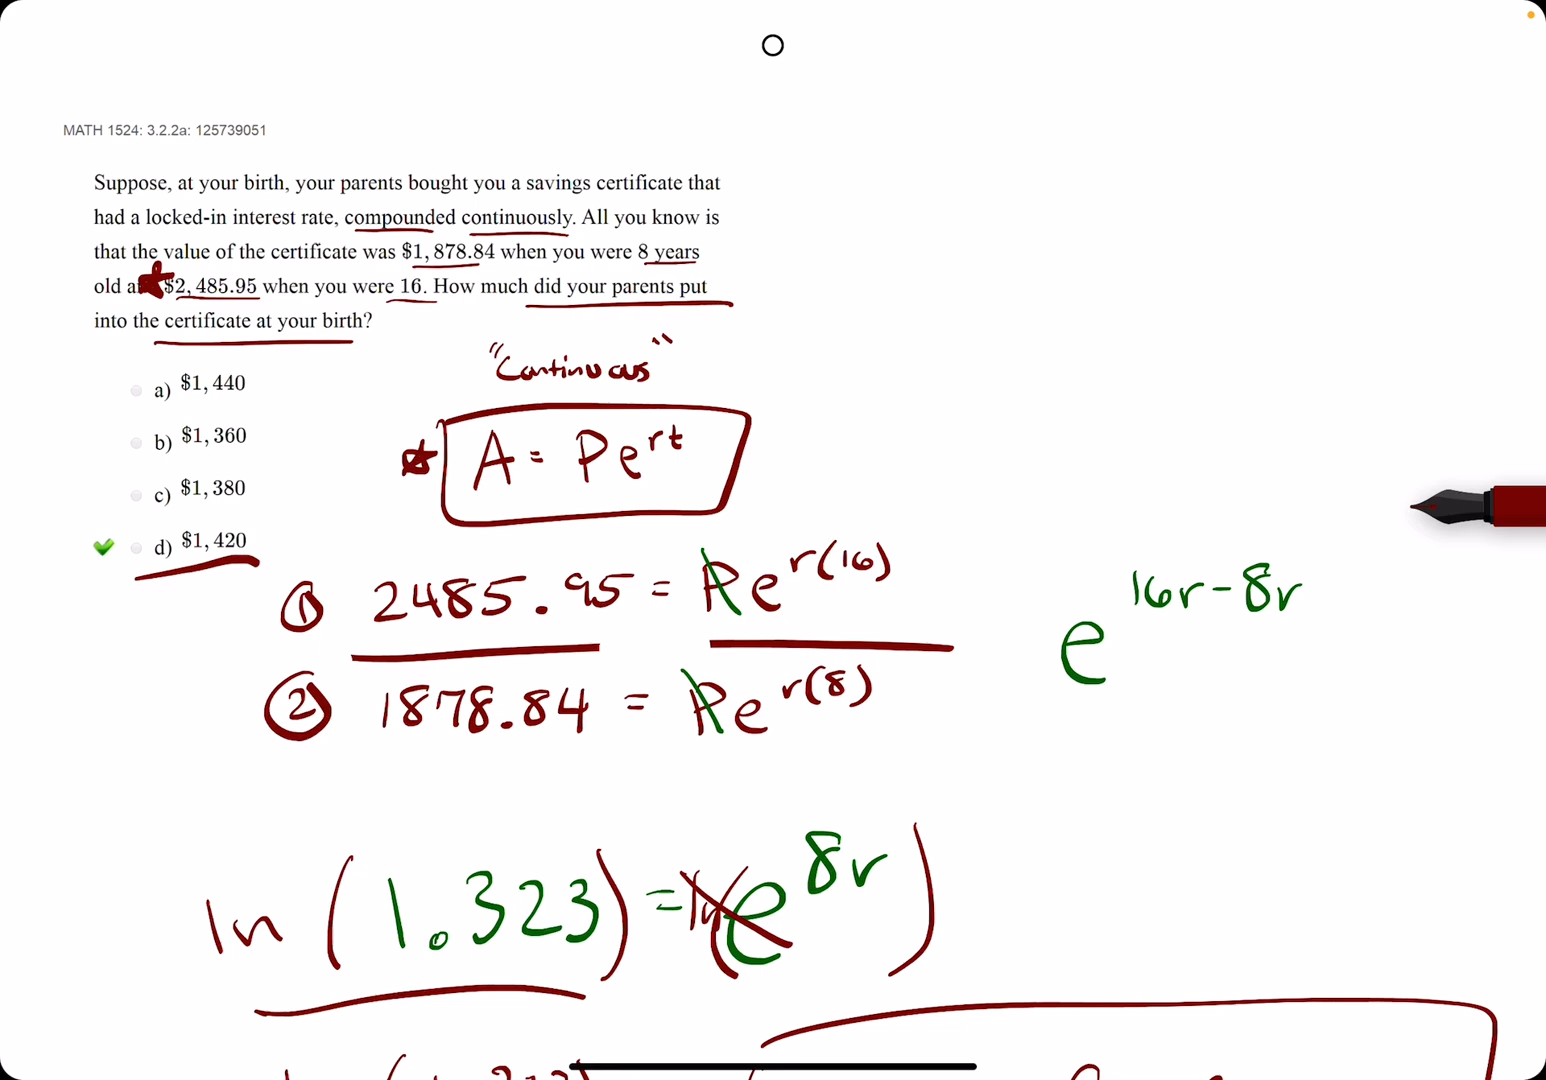 MATH 1524: 3.2.2a: 125739051
Suppose, at your birth, your parents bought you a savings certificate that
had a locked-in interest rate, compounded continuously. All you know is
that the value of the certificate was $1,878.84 when you were 8 years
old a $2,485.95 when you were 16. How much did your parents put
into the certificate at your birth?
a) $1,440
b) $1,360
c) $1,380
d) $1,420
"Continuous"
A = Pe^rt
① 2485.95 = Pe^r(16)
② 1878.84 = Pe^r(8)
e^16r-8r
ln(1.323) = ln(e^8r)